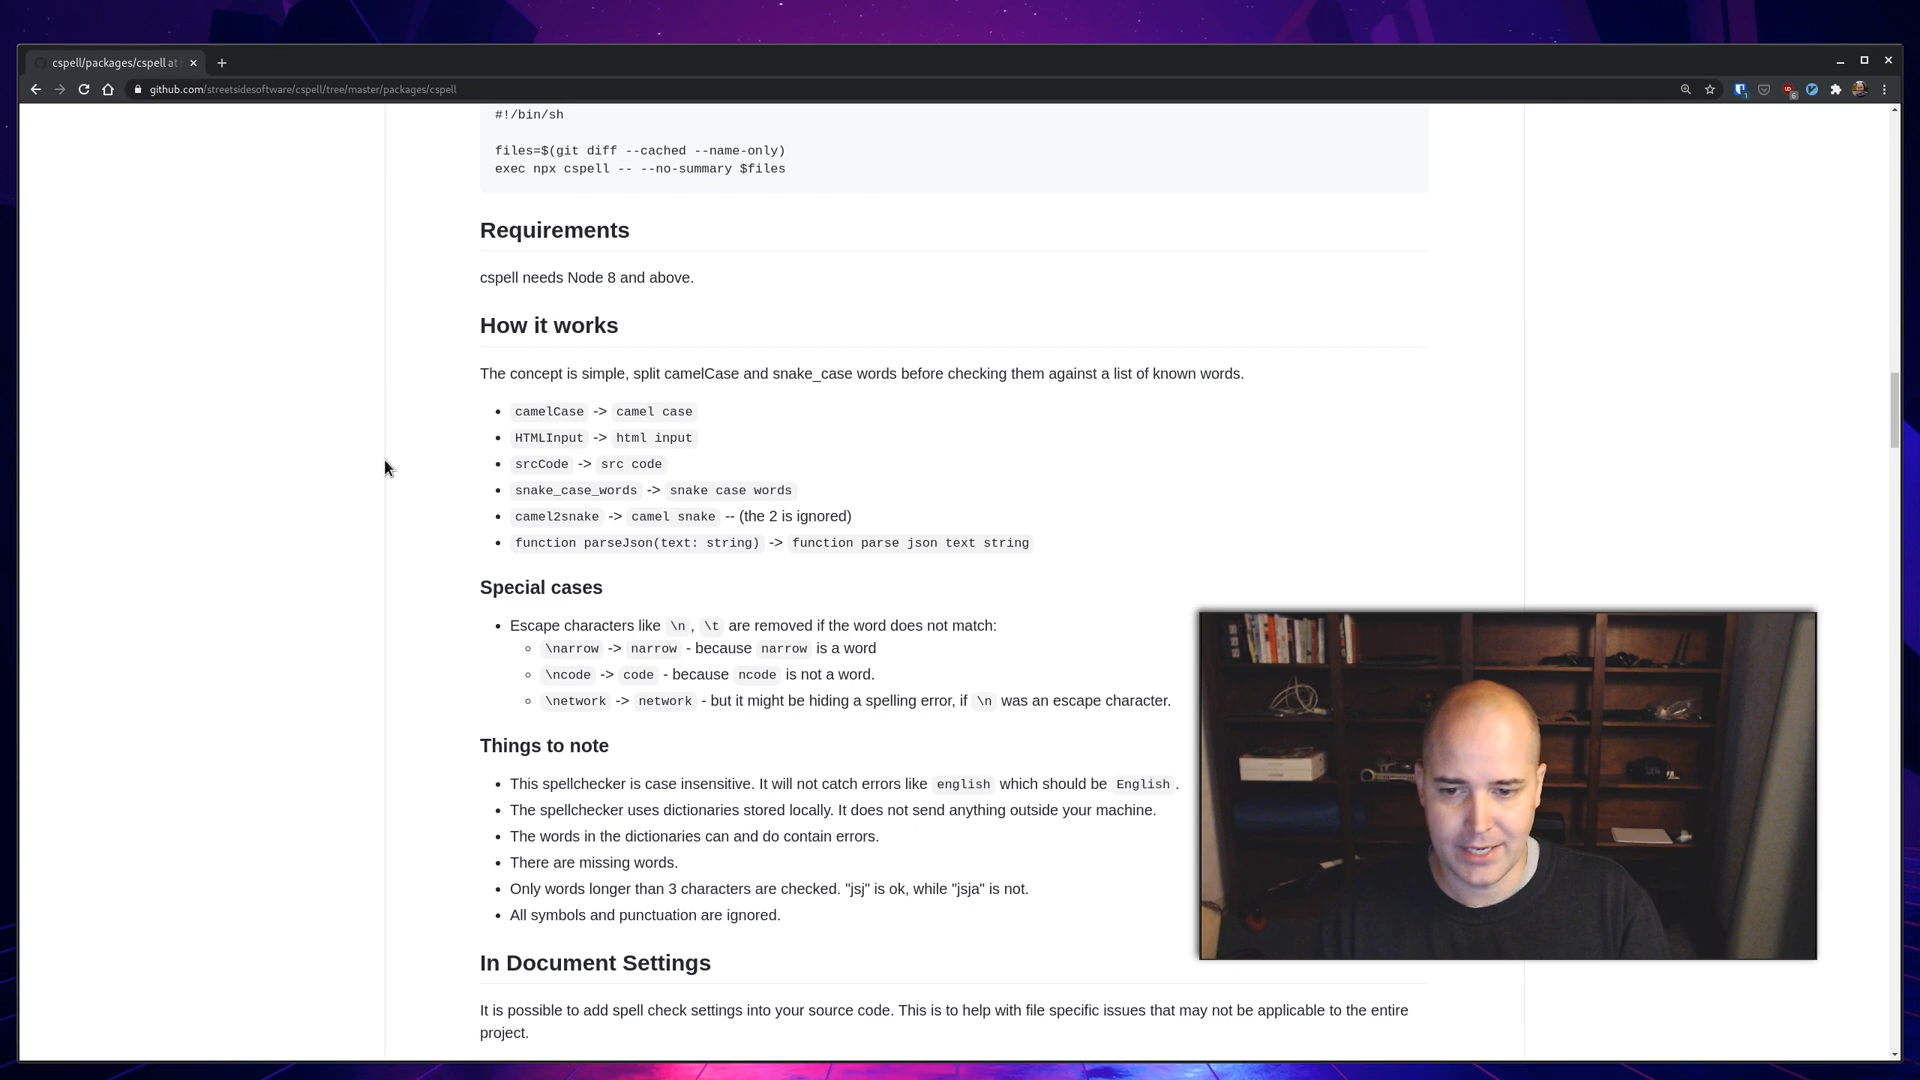 cspell/packages/cspell at
github.com/streetsidesoftware/cspell/tree/master/packages/cspell
#!/bin/sh
files=$(git diff --cached --name-only)
exec npx cspell -- --no-summary $files
Requirements
cspell needs Node 8 and above.
How it works
The concept is simple, split camelCase and snake_case words before checking them against a list of known words.
• camelCase -> camel case
• HTMLInput -> html input
• srcCode -> src code
• snake_case_words -> snake case words
• camel2snake -> camel snake -- (the 2 is ignored)
• function parseJson(text: string) -> function parse json text string
Special cases
• Escape characters like \n, \t are removed if the word does not match:
◦ \narrow -> narrow - because narrow is a word
◦ \ncode -> code - because ncode is not a word.
◦ \network -> network - but it might be hiding a spelling error, if \n was an escape character.
Things to note
• This spellchecker is case insensitive. It will not catch errors like english which should be English.
• The spellchecker uses dictionaries stored locally. It does not send anything outside your machine.
• The words in the dictionaries can and do contain errors.
• There are missing words.
• Only words longer than 3 characters are checked. "jsj" is ok, while "jsja" is not.
• All symbols and punctuation are ignored.
In Document Settings
It is possible to add spell check settings into your source code. This is to help with file specific issues that may not be applicable to the entire
project.